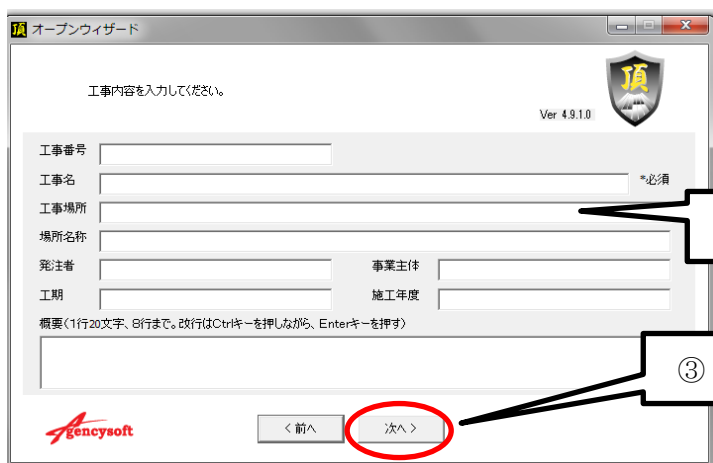 頂 オープンウィザード
工事内容を入力してください。
頂
Ver 4.9.1.0
工事番号
工事名 *必須
工事場所
場所名称
発注者 事業主体
工期 施工年度
概要(1行20文字、8行まで。改行はCtrlキーを押しながら、Enterキーを押す)
③
Agencysoft
< 前へ 次へ >